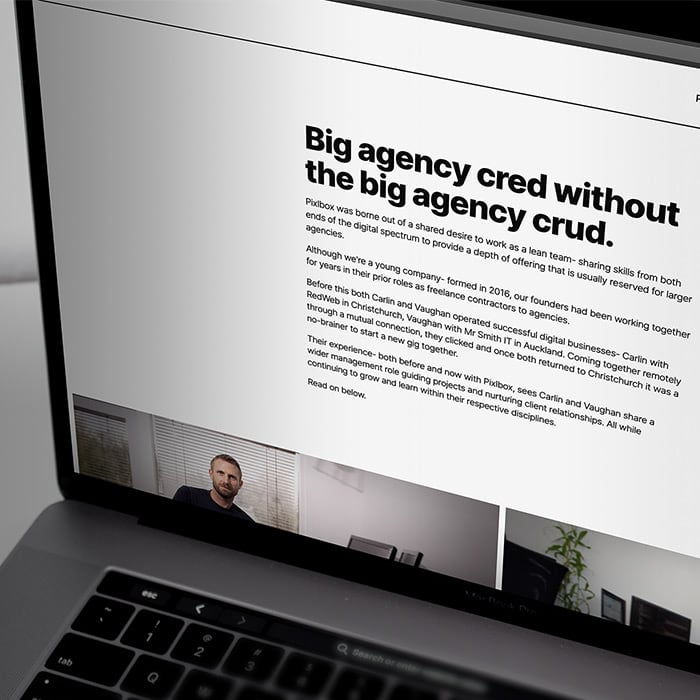 Big agency cred without
the big agency crud.
Pixlbox was borne out of a shared desire to work as a lean team- sharing skills from both
ends of the digital spectrum to provide a depth of offering that is usually reserved for larger
agencies.
Although we're a young company- formed in 2016, our founders had been working together
for years in their prior roles as freelance contractors to agencies.
Before this both Carlin and Vaughan operated successful digital businesses- Carlin with
RedWeb in Christchurch, Vaughan with Mr Smith IT in Auckland. Coming together remotely
through a mutual connection, they clicked and once both returned to Christchurch it was a
no-brainer to start a new gig together.
Their experience- both before and now with Pixlbox, sees Carlin and Vaughan share a
wider management role guiding projects and nurturing client relationships. All while
continuing to grow and learn within their respective disciplines.
Read on below.
MacBook Pro
esc
Search or enter
~
!
1
@
2
#
3
tab
Q
W